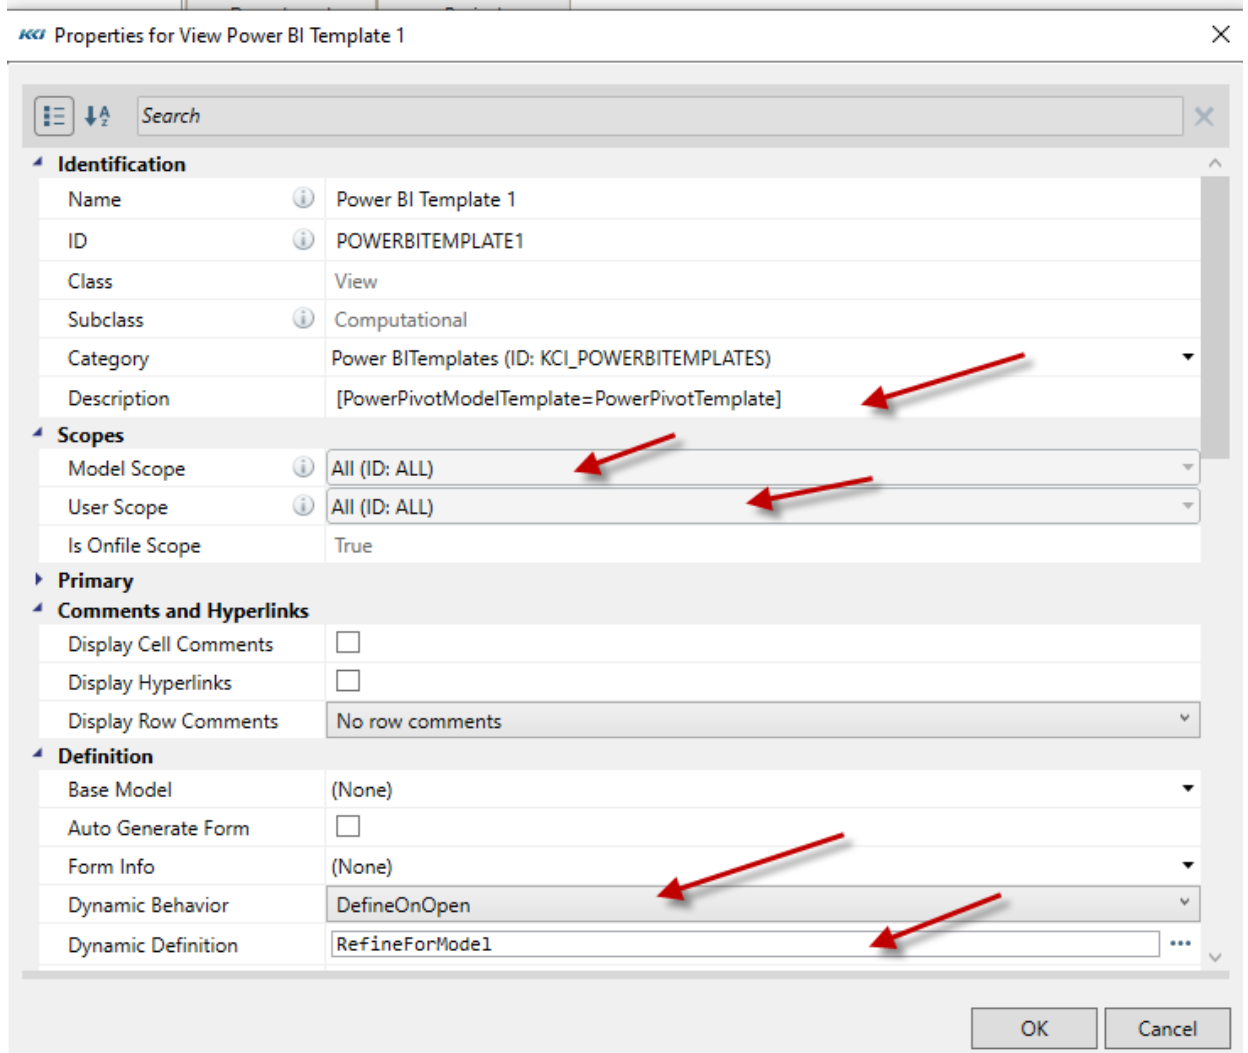 KCI Properties for View Power BI Template 1
Search
Identification
Name Power BI Template 1
ID POWERBITEMPLATE1
Class View
Subclass Computational
Category Power BITemplates (ID: KCI_POWERBITEMPLATES)
Description [PowerPivotModelTemplate=PowerPivotTemplate]
Scopes
Model Scope All (ID: ALL)
User Scope All (ID: ALL)
Is Onfile Scope True
Primary
Comments and Hyperlinks
Display Cell Comments
Display Hyperlinks
Display Row Comments No row comments
Definition
Base Model (None)
Auto Generate Form
Form Info (None)
Dynamic Behavior DefineOnOpen
Dynamic Definition RefineForModel
OK Cancel